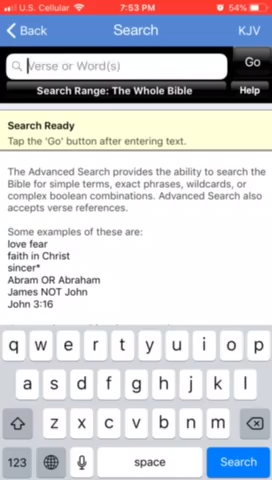 U.S. Cellular 7:53 PM 54%
Back Search KJV
Verse or Word(s) Go
Search Range: The Whole Bible Help
Search Ready
Tap the 'Go' button after entering text.
The Advanced Search provides the ability to search the
Bible for simple terms, exact phrases, wildcards, or
complex boolean combinations. Advanced Search also
accepts verse references.
Some examples of these are:
love fear
faith in Christ
sincer*
Abram OR Abraham
James NOT John
John 3:16
q w e r t y u i o p
a s d f g h j k l
z x c v b n m
123 space Search